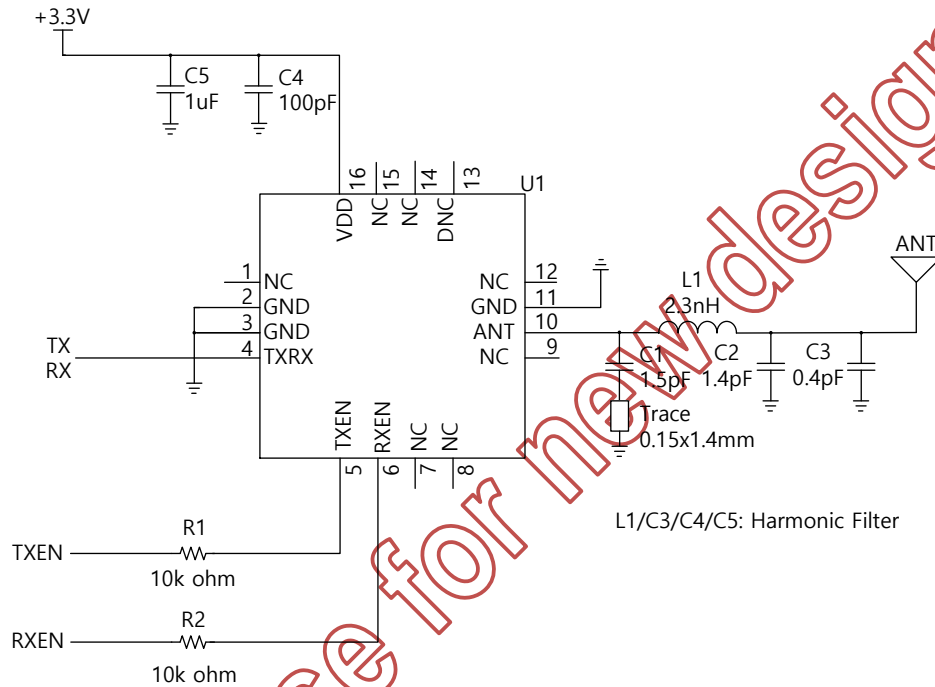 +3.3V
C5
1uF
C4
100pF
16
15
14
13
U1
VDD
NC
NC
DNC
1
NC
2
GND
3
GND
TX
RX
4
TXRX
NC
12
GND
11
ANT
10
NC
9
TXEN
RXEN
NC
NC
5
6
7
8
L1
2.3nH
ANT
C1
1.5pF
C2
1.4pF
C3
0.4pF
Trace
0.15x1.4mm
L1/C3/C4/C5: Harmonic Filter
TXEN
R1
10k ohm
RXEN
R2
10k ohm
se for new design